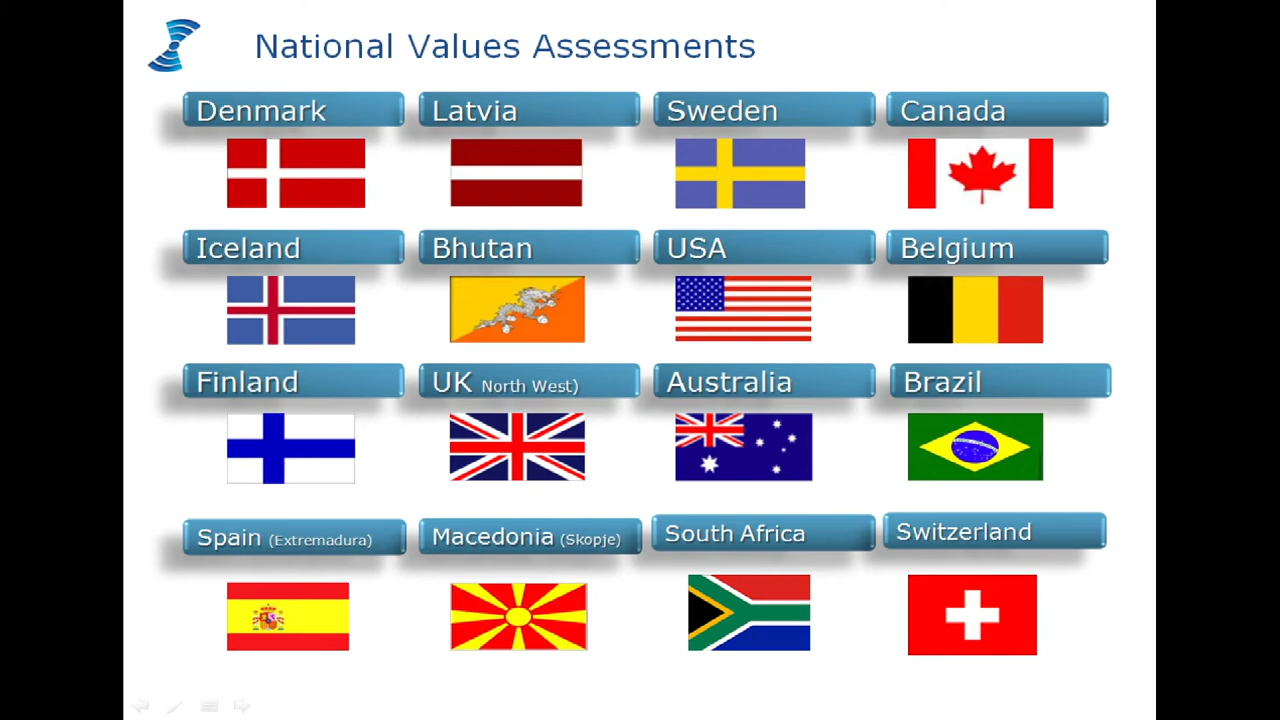 National Values Assessments
Denmark
Latvia
Sweden
Canada
Iceland
Bhutan
USA
Belgium
Finland
UK North West)
Australia
Brazil
Spain (Extremadura)
Macedonia (Skopje)
South Africa
Switzerland